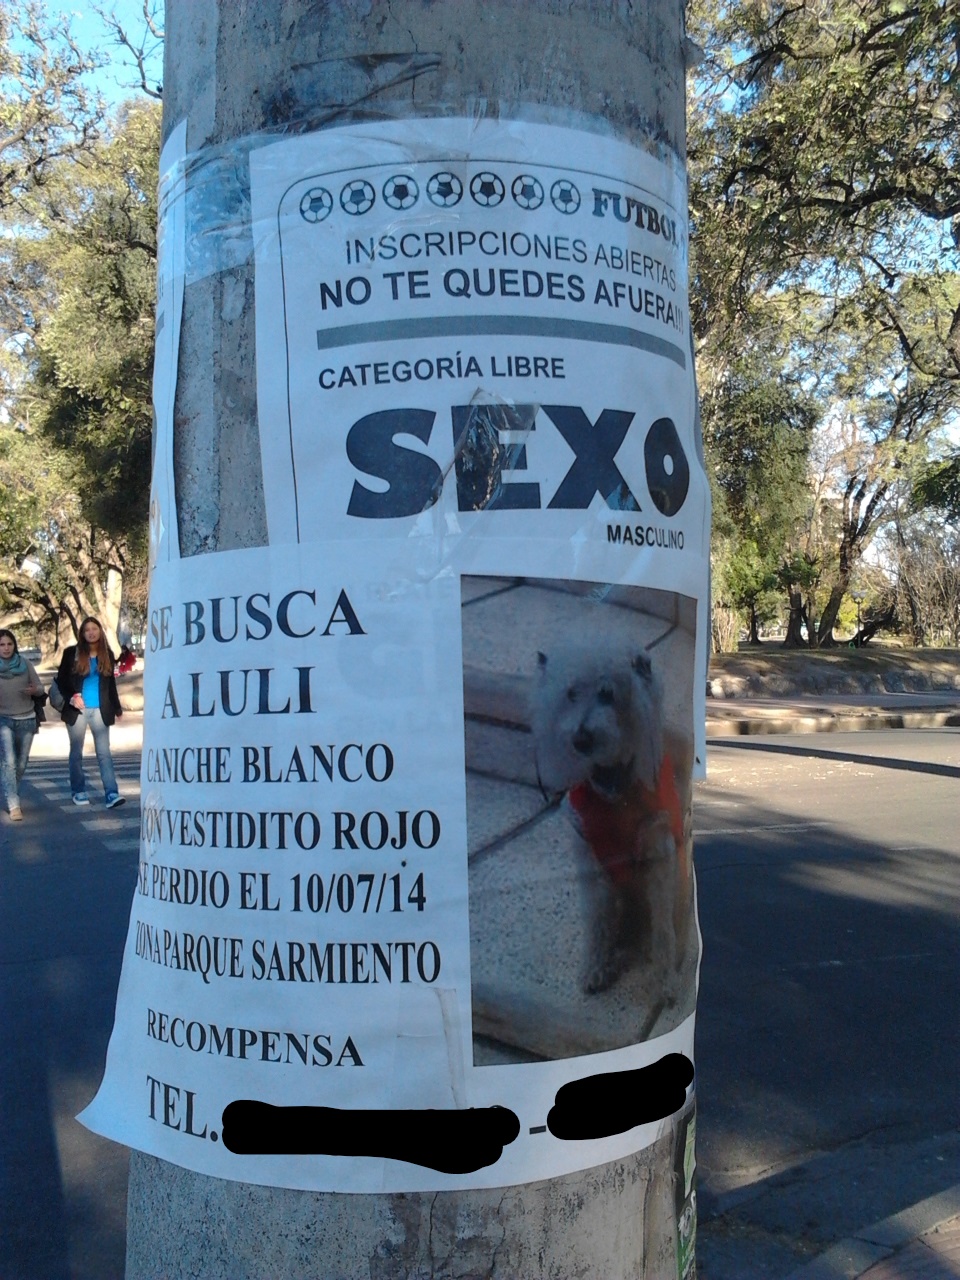 FUTBOL
INSCRIPCIONES ABIERTAS
NO TE QUEDES AFUERA!!!
CATEGORÍA LIBRE
SEXO
MASCULINO
SE BUSCA
A LULI
CANICHE BLANCO
CON VESTIDITO ROJO
SE PERDIO EL 10/07/14
ZONA PARQUE SARMIENTO
RECOMPENSA
TEL. -